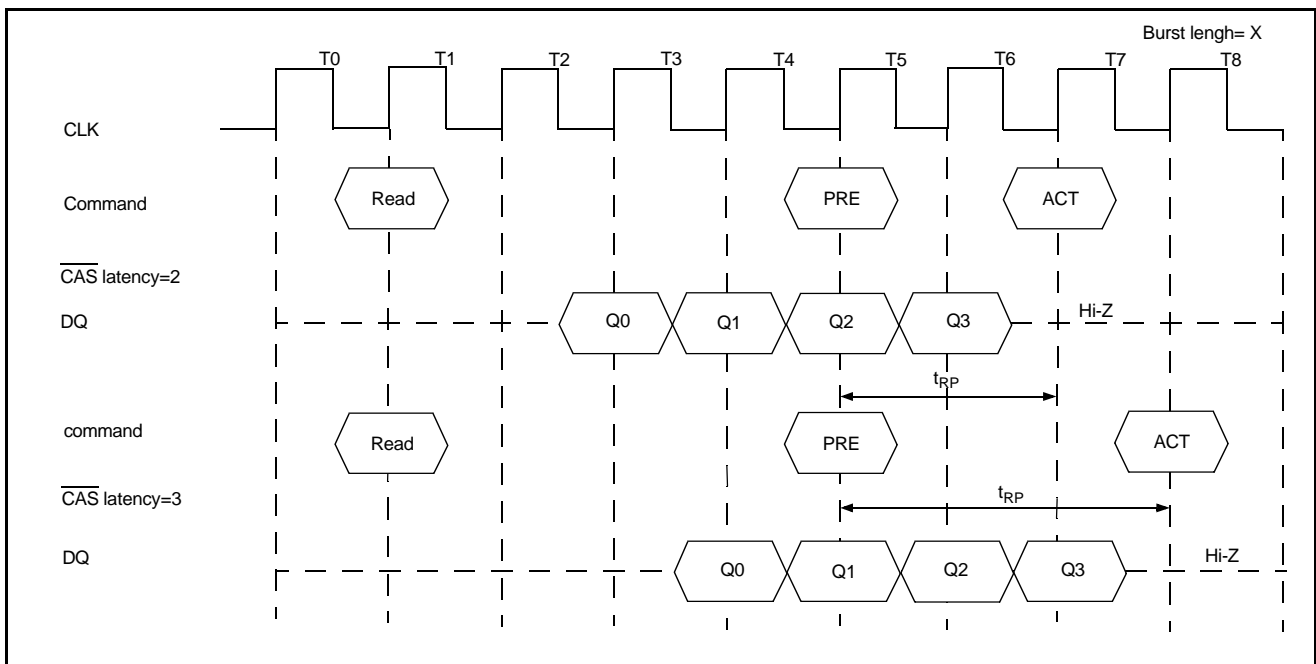 Burst lengh= X
T0 T1 T2 T3 T4 T5 T6 T7 T8
CLK
Command Read PRE ACT
CAS latency=2
DQ Q0 Q1 Q2 Q3 Hi-Z
tRP
command Read PRE ACT
CAS latency=3
tRP
DQ Q0 Q1 Q2 Q3 Hi-Z